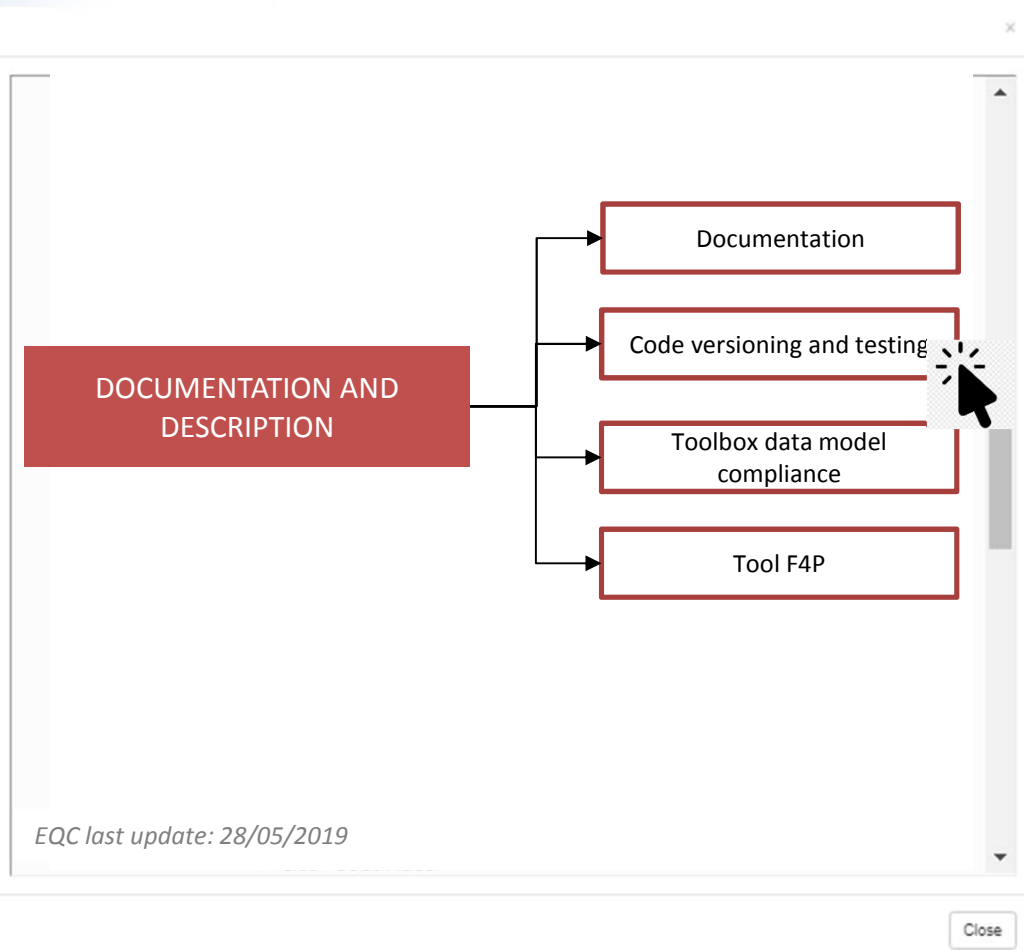 ×
Documentation
Code versioning and testing
DOCUMENTATION AND
DESCRIPTION
Toolbox data model
compliance
Tool F4P
EQC last update: 28/05/2019
Close